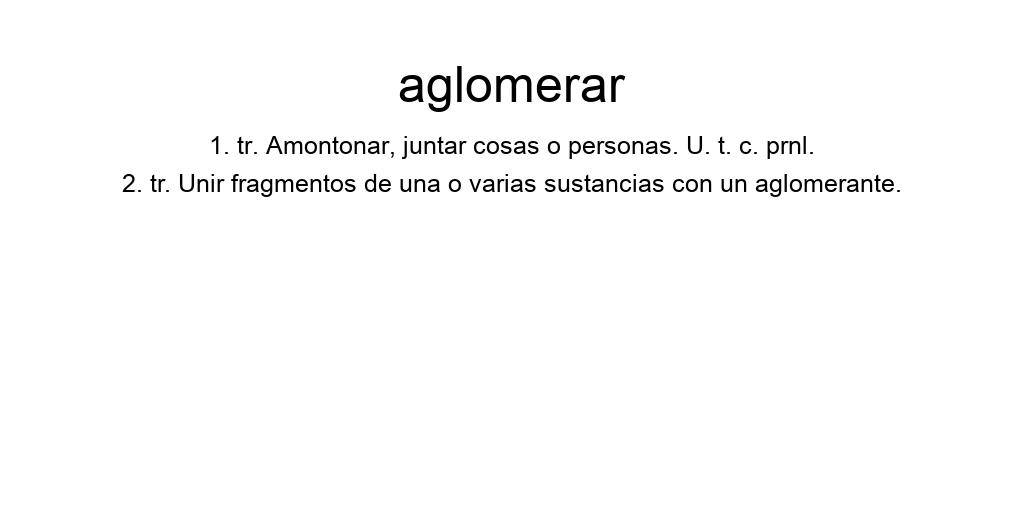 aglomerar
1. tr. Amontonar, juntar cosas o personas. U. t. c. prnl.
2. tr. Unir fragmentos de una o varias sustancias con un aglomerante.